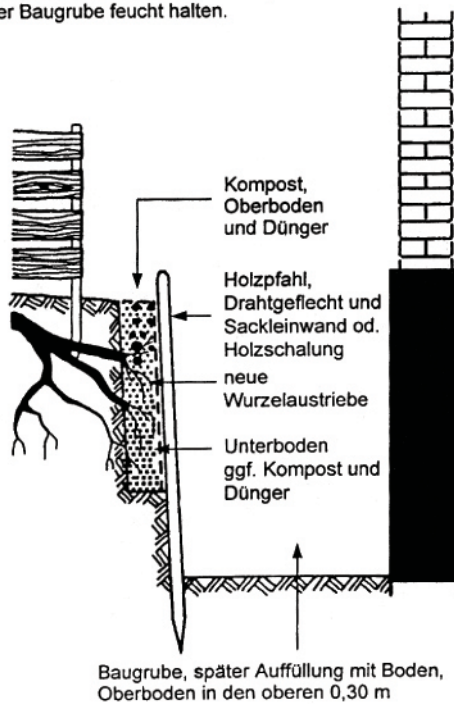 er Baugrube feucht halten.
Kompost,
Oberboden
und Dünger
Holzpfahl,
Drahtgeflecht und
Sackleinwand od.
Holzschalung
neue
Wurzelaustriebe
Unterboden
ggf. Kompost und
Dünger
Baugrube, später Auffüllung mit Boden,
Oberboden in den oberen 0,30 m